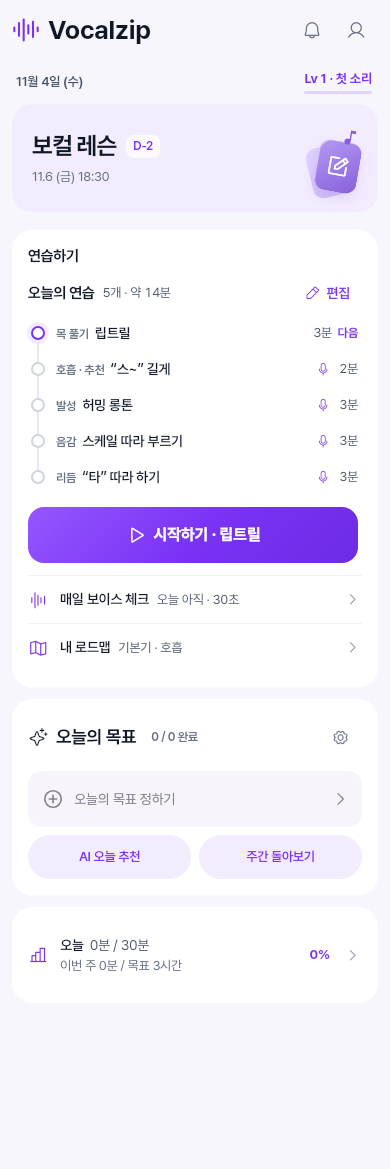 Vocalzip
11월 4일 (수)
Lv 1 · 첫 소리
보컬 레슨 D-2
11.6 (금) 18:30
연습하기
오늘의 연습 5개 · 약 14분 편집
목 풀기 립트릴 3분 다음
호흡 · 추천 “스~” 길게 2분
발성 허밍 롱톤 3분
음감 스케일 따라 부르기 3분
리듬 “타” 따라 하기 3분
시작하기 · 립트릴
매일 보이스 체크 오늘 아직 · 30초
내 로드맵 기본기 · 호흡
오늘의 목표 0 / 0 완료
오늘의 목표 정하기
AI 오늘 추천 주간 돌아보기
오늘 0분 / 30분
이번 주 0분 / 목표 3시간
0%